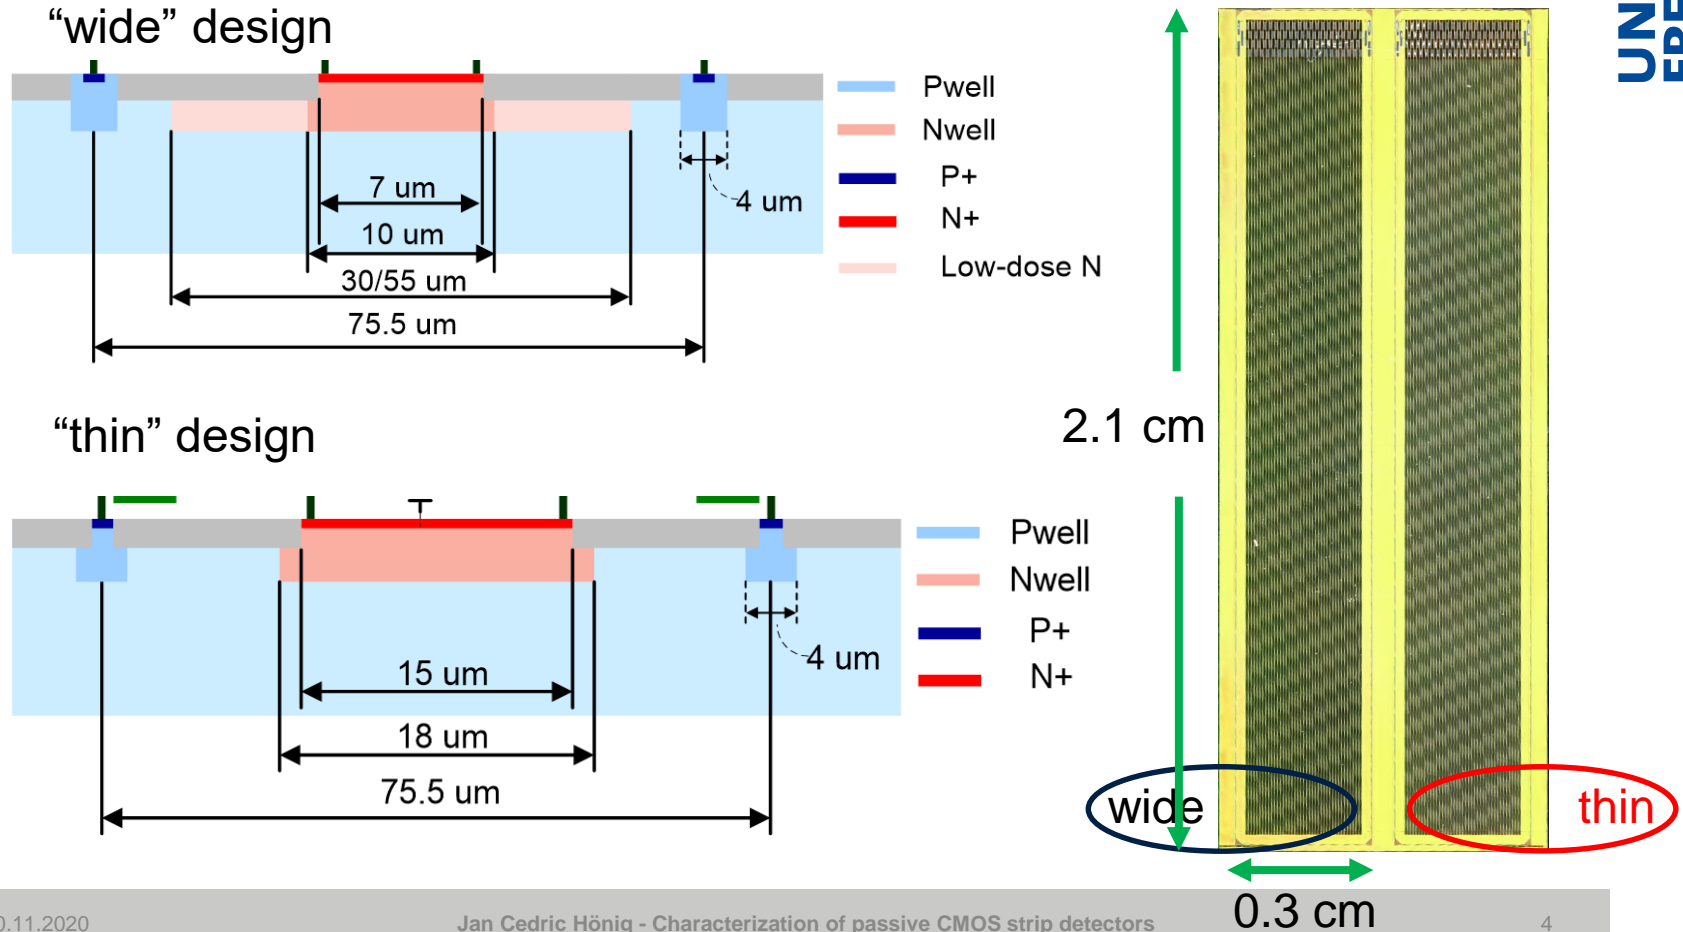 “wide” design
Pwell
Nwell
P+
N+
Low-dose N
7 um
4 um
10 um
30/55 um
75.5 um
“thin” design
Pwell
Nwell
P+
N+
15 um
4 um
18 um
75.5 um
2.1 cm
wide
thin
0.3 cm
Jan Cedric Hönig - Characterization of passive CMOS strip detectors
4